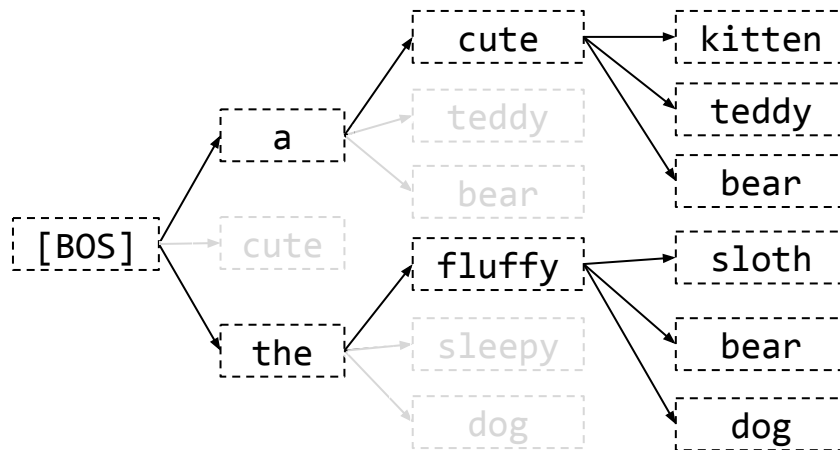 [BOS]
a
cute
the
cute
teddy
bear
fluffy
sleepy
dog
kitten
teddy
bear
sloth
bear
dog